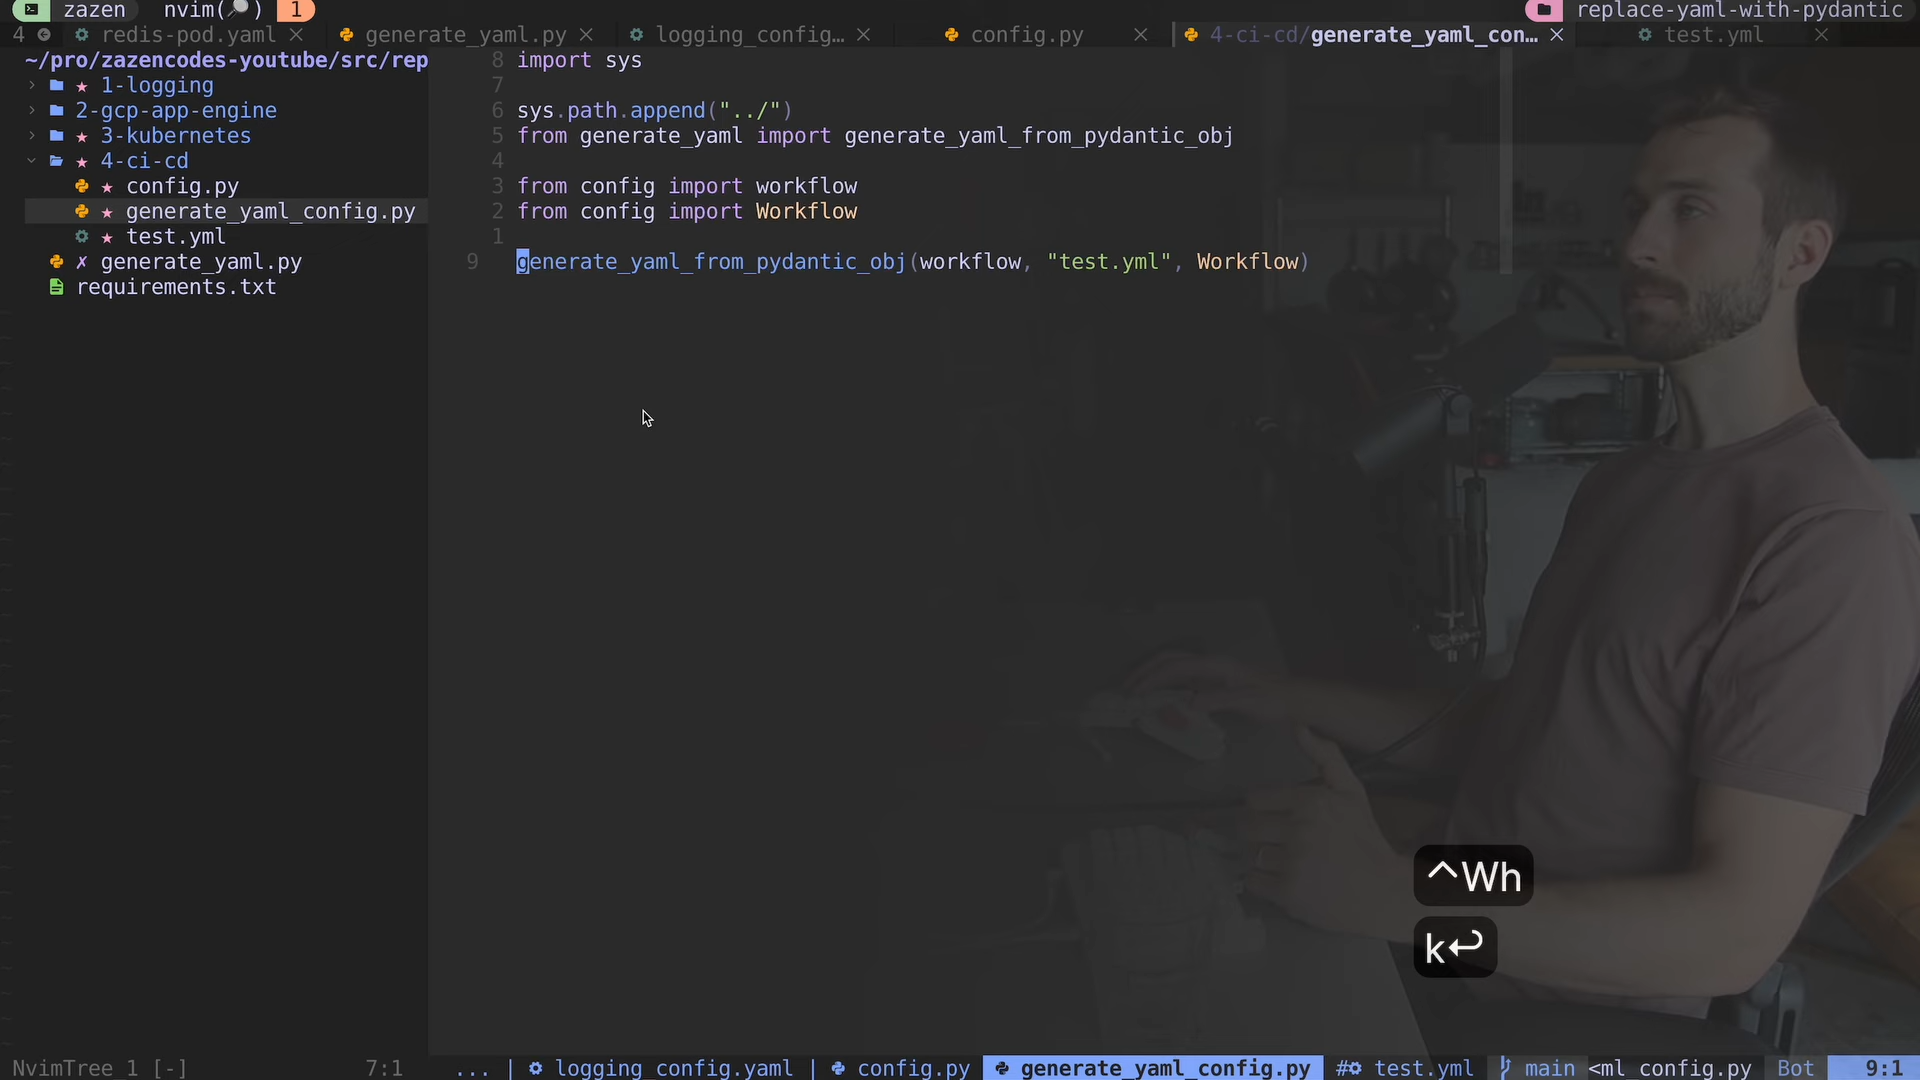 zazen nvim( ) 1 replace-yaml-with-pydantic
4 redis-pod.yaml × generate_yaml.py × logging_config… × config.py × 4-ci-cd/generate_yaml_con… × test.yml ×
~/pro/zazencodes-youtube/src/rep
› ★ 1-logging
› 2-gcp-app-engine
› ★ 3-kubernetes
★ 4-ci-cd
★ config.py
★ generate_yaml_config.py
★ test.yml
✗ generate_yaml.py
requirements.txt
8 import sys
7
6 sys.path.append("../")
5 from generate_yaml import generate_yaml_from_pydantic_obj
4
3 from config import workflow
2 from config import Workflow
1
9 generate_yaml_from_pydantic_obj(workflow, "test.yml", Workflow)
^Wh
k↩
NvimTree_1 [-] 7:1 ... | logging_config.yaml | config.py generate_yaml_config.py # test.yml main <ml_config.py Bot 9:1